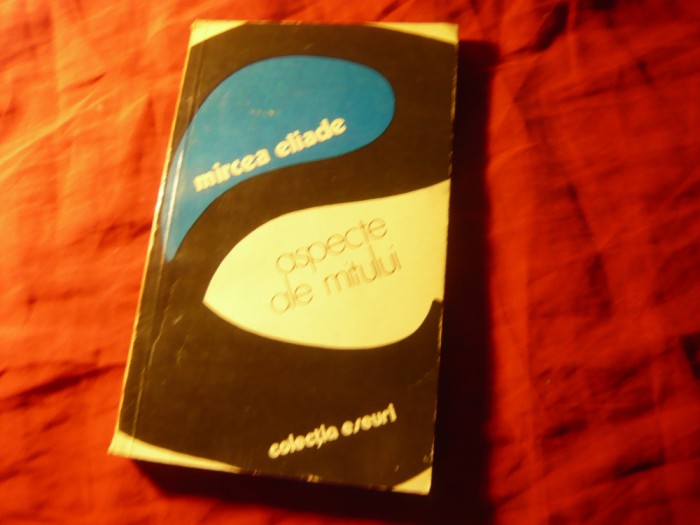 mircea eliade
aspecte
ale mitului
colecția eseuri